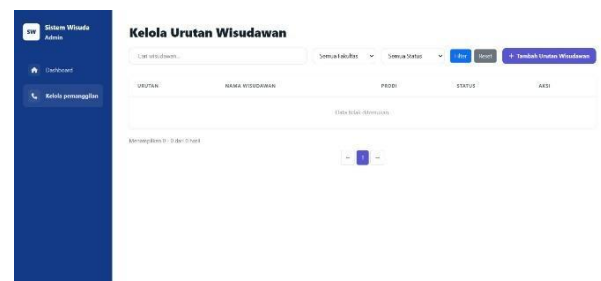 SW
Sistem Wisuda
Admin
Dashboard
Kelola pemanggilan
Kelola Urutan Wisudawan
Cari wisudawan...
Semua Fakultas
Semua Status
Filter
Reset
+ Tambah Urutan Wisudawan
URUTAN
NAMA WISUDAWAN
PRODI
STATUS
AKSI
Data tidak ditemukan
Menampilkan 0 - 0 dari 0 hasil
← 1 →